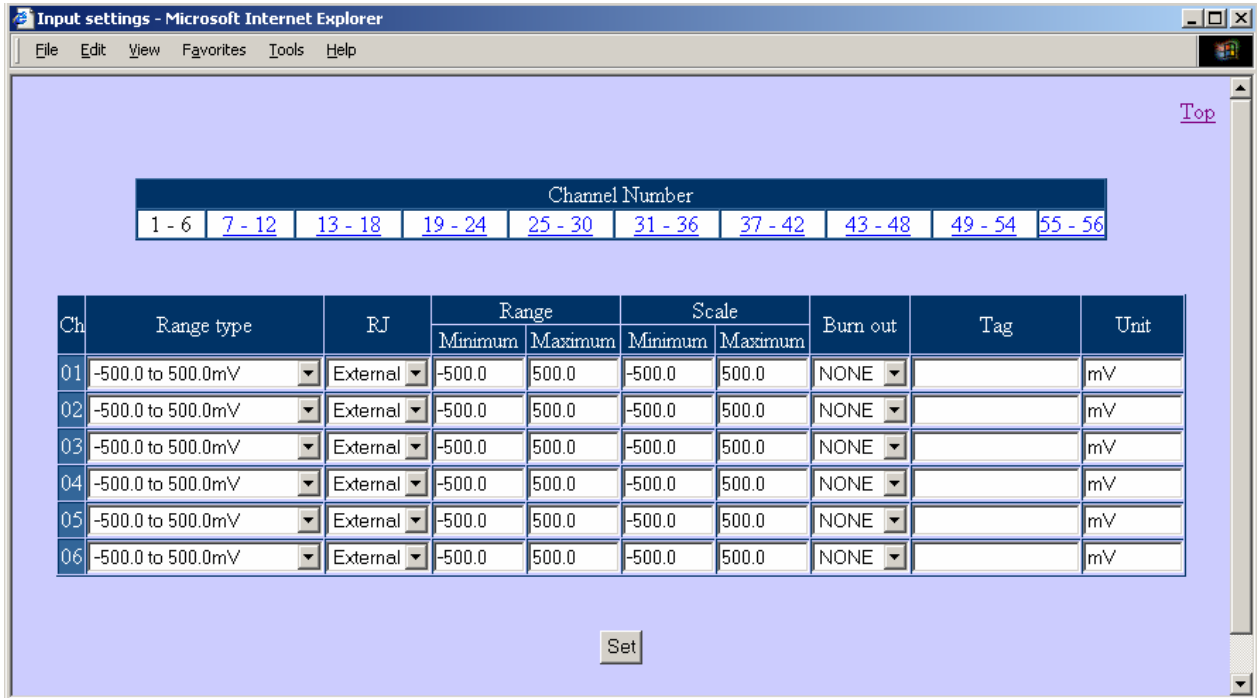 Input settings - Microsoft Internet Explorer
File Edit View Favorites Tools Help
Top
Channel Number
1 - 6 7 - 12 13 - 18 19 - 24 25 - 30 31 - 36 37 - 42 43 - 48 49 - 54 55 - 56
Ch Range type RJ Range Scale Burn out Tag Unit
Minimum Maximum Minimum Maximum
01 -500.0 to 500.0mV External -500.0 500.0 -500.0 500.0 NONE mV
02 -500.0 to 500.0mV External -500.0 500.0 -500.0 500.0 NONE mV
03 -500.0 to 500.0mV External -500.0 500.0 -500.0 500.0 NONE mV
04 -500.0 to 500.0mV External -500.0 500.0 -500.0 500.0 NONE mV
05 -500.0 to 500.0mV External -500.0 500.0 -500.0 500.0 NONE mV
06 -500.0 to 500.0mV External -500.0 500.0 -500.0 500.0 NONE mV
Set